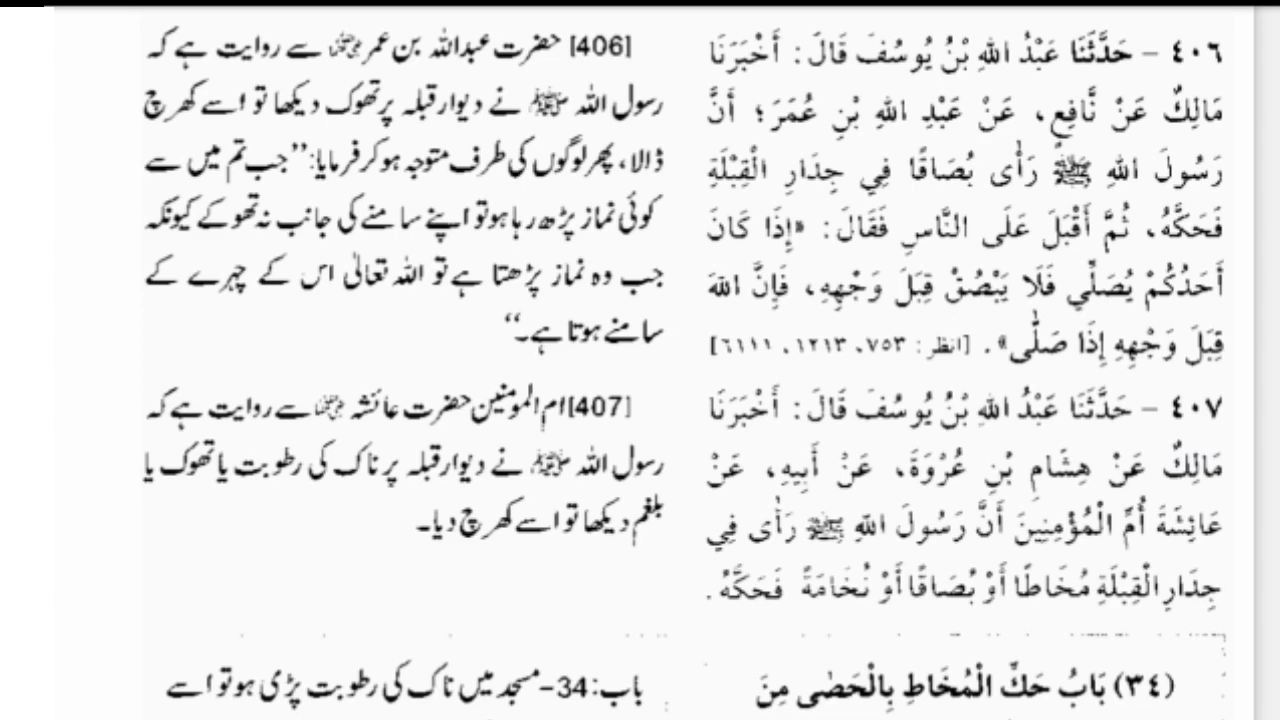 ٤٠٦ – حَدَّثَنَا عَبْدُ اللهِ بْنُ يُوسُفَ قَالَ : أَخْبَرَنَا
مَالِكٌ عَنْ نَّافِعٍ، عَنْ عَبْدِ اللهِ بْنِ عُمَرَ؛ أَنَّ
رَسُولَ اللهِ ﷺ رَأٰى بُصَاقًا فِي جِدَارِ الْقِبْلَةِ
فَحَكَّهُ، ثُمَّ أَقْبَلَ عَلَى النَّاسِ فَقَالَ : «إِذَا كَانَ
أَحَدُكُمْ يُصَلِّي فَلَا يَبْصُقْ قِبَلَ وَجْهِهِ، فَإِنَّ اللهَ
قِبَلَ وَجْهِهِ إِذَا صَلّٰى» . [انظر : ٧٥٣، ١٢١٣، ٦١١١]
٤٠٧ – حَدَّثَنَا عَبْدُ اللهِ بْنُ يُوسُفَ قَالَ : أَخْبَرَنَا
مَالِكٌ عَنْ هِشَامِ بْنِ عُرْوَةَ، عَنْ أَبِيهِ، عَنْ
عَائِشَةَ أُمِّ الْمُؤْمِنِينَ أَنَّ رَسُولَ اللهِ ﷺ رَأٰى فِي
جِدَارِ الْقِبْلَةِ مُخَاطًا أَوْ بُصَاقًا أَوْ نُخَامَةً فَحَكَّهُ .
(٣٤) بَابُ حَكِّ الْمُخَاطِ بِالْحَصٰى مِنَ
[406] حضرت عبداللہ بن عمر ؓ سے روایت ہے کہ
رسول اللہ ﷺ نے دیوار قبلہ پر تھوک دیکھا تو اسے کھرچ
ڈالا، پھر لوگوں کی طرف متوجہ ہو کر فرمایا: ’’جب تم میں سے
کوئی نماز پڑھ رہا ہو تو اپنے سامنے کی جانب نہ تھوکے کیونکہ
جب وہ نماز پڑھتا ہے تو اللہ تعالیٰ اس کے چہرے کے
سامنے ہوتا ہے۔‘‘
[407] ام المومنین حضرت عائشہ ؓ سے روایت ہے کہ
رسول اللہ ﷺ نے دیوار قبلہ پر ناک کی رطوبت یا تھوک یا
بلغم دیکھا تو اسے کھرچ دیا۔
باب:34- مسجد میں ناک کی رطوبت پڑی ہو تو اسے